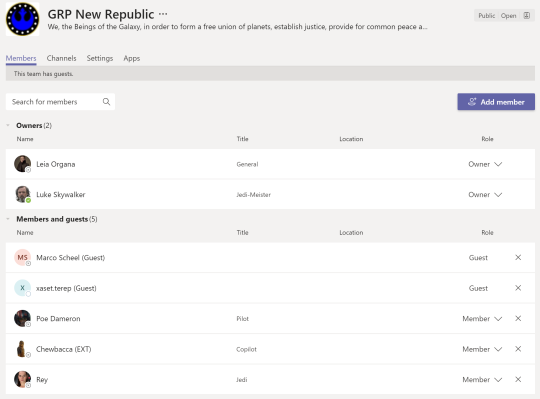 GRP New Republic ...
Public Open
We, the Beings of the Galaxy, in order to form a free union of planets, establish justice, provide for common peace a...
Members Channels Settings Apps
This team has guests.
Search for members
Add member
Owners (2)
Name Title Location Role
Leia Organa General Owner
Luke Skywalker Jedi-Meister Owner
Members and guests (5)
Name Title Location Role
MS Marco Scheel (Guest) Guest
X xaset.terep (Guest) Guest
Poe Dameron Pilot Member
Chewbacca (EXT) Copilot Member
Rey Jedi Member